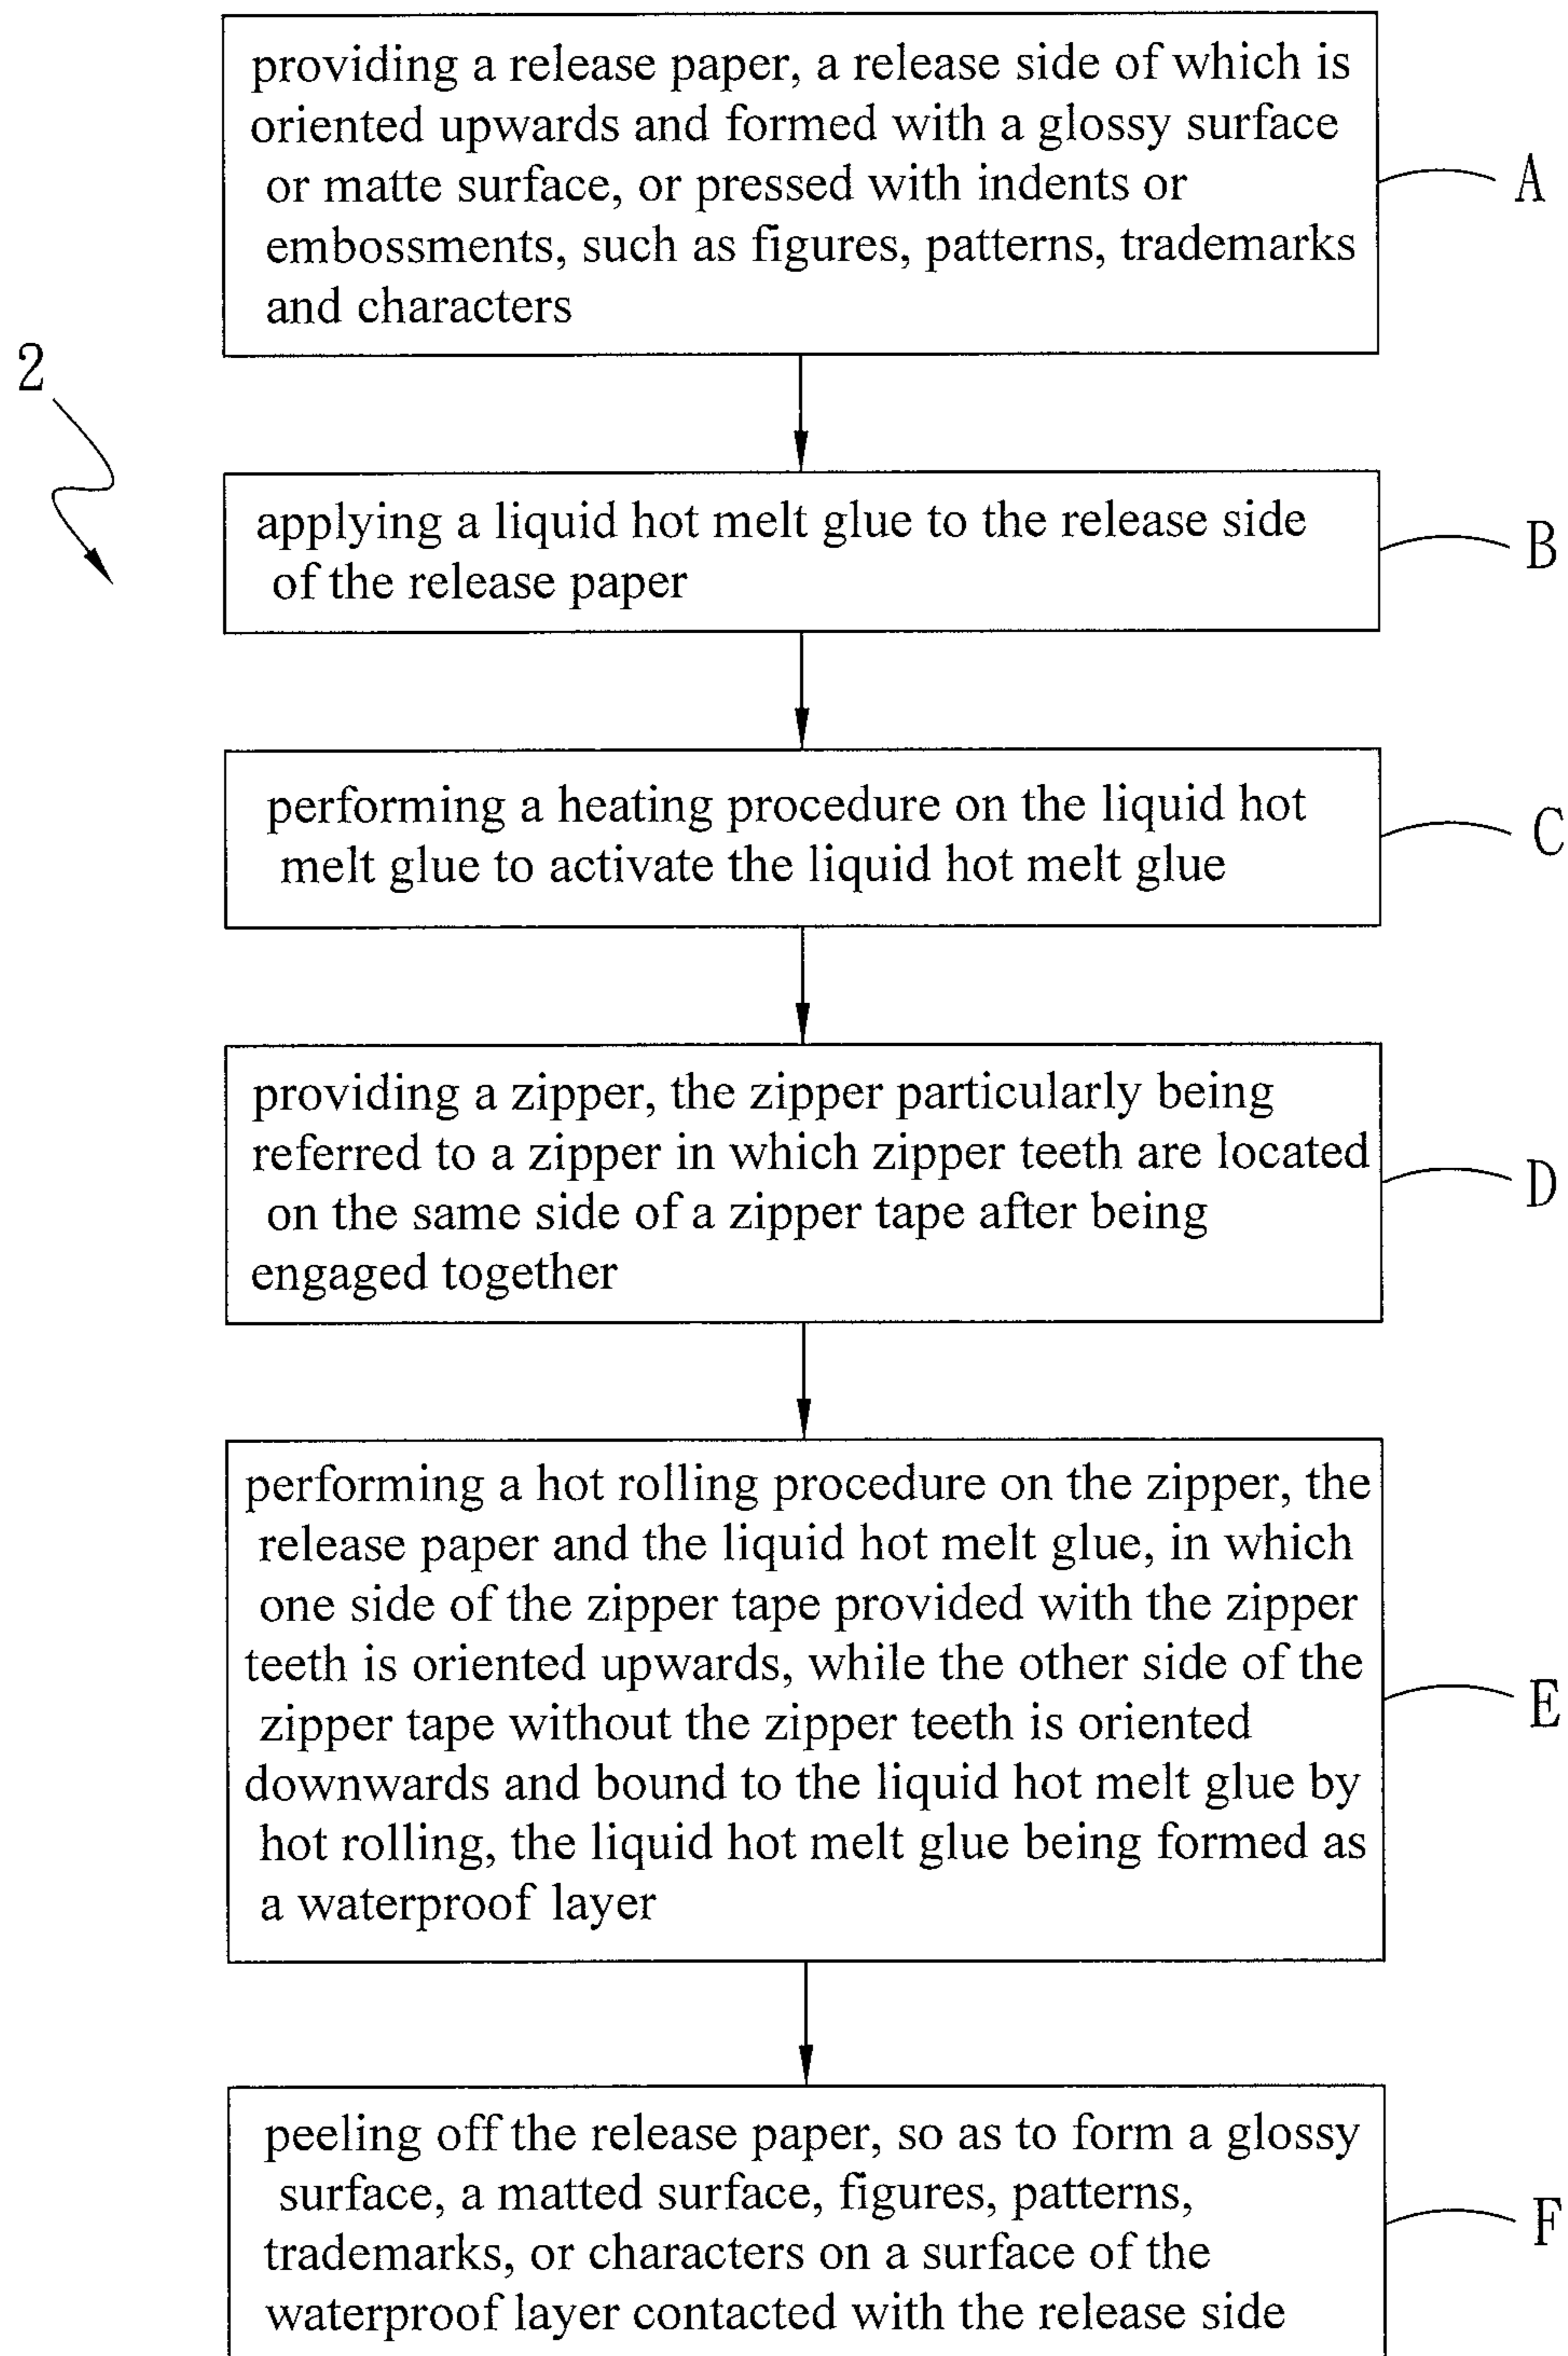 providing a release paper, a release side of which is
oriented upwards and formed with a glossy surface
or matte surface, or pressed with indents or
embossments, such as figures, patterns, trademarks
and characters
A
2
applying a liquid hot melt glue to the release side
of the release paper
B
performing a heating procedure on the liquid hot
melt glue to activate the liquid hot melt glue
C
providing a zipper, the zipper particularly being
referred to a zipper in which zipper teeth are located
on the same side of a zipper tape after being
engaged together
D
performing a hot rolling procedure on the zipper, the
release paper and the liquid hot melt glue, in which
one side of the zipper tape provided with the zipper
teeth is oriented upwards, while the other side of the
zipper tape without the zipper teeth is oriented
downwards and bound to the liquid hot melt glue by
hot rolling, the liquid hot melt glue being formed as
a waterproof layer
E
peeling off the release paper, so as to form a glossy
surface, a matted surface, figures, patterns,
trademarks, or characters on a surface of the
waterproof layer contacted with the release side
F